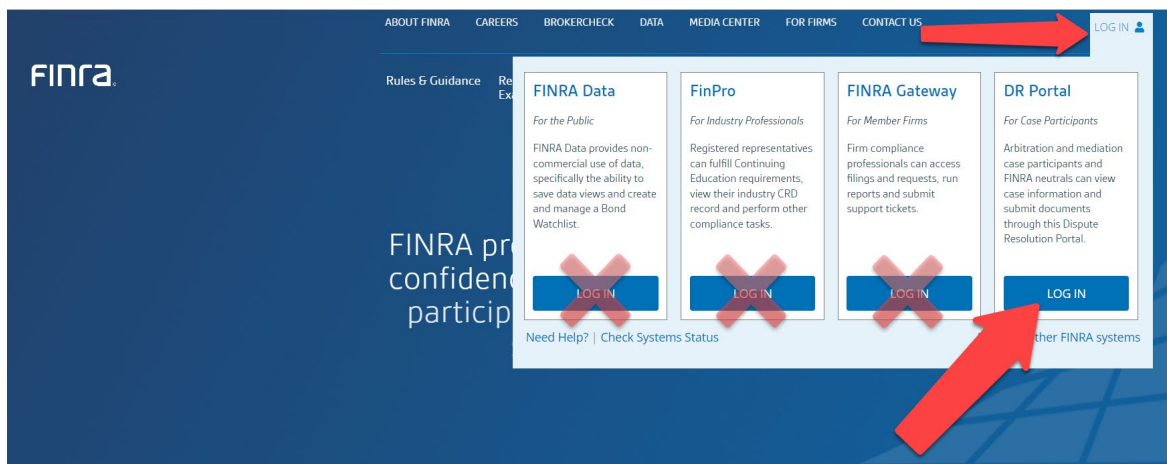 ABOUT FINRA CAREERS BROKERCHECK DATA MEDIA CENTER FOR FIRMS CONTACT US
LOG IN
FINRA
Rules & Guidance
FINRA Data
For the Public
FINRA Data provides non-
commercial use of data,
specifically the ability to
save data views and create
and manage a Bond
Watchlist.
LOG IN
FinPro
For Industry Professionals
Registered representatives
can fulfill Continuing
Education requirements,
view their industry CRD
record and perform other
compliance tasks.
LOG IN
FINRA Gateway
For Member Firms
Firm compliance
professionals can access
filings and requests, run
reports and submit
support tickets.
LOG IN
DR Portal
For Case Participants
Arbitration and mediation
case participants and
FINRA neutrals can view
case information and
submit documents
through this Dispute
Resolution Portal.
LOG IN
FINRA
Need Help? | Check Systems Status
FINRA systems